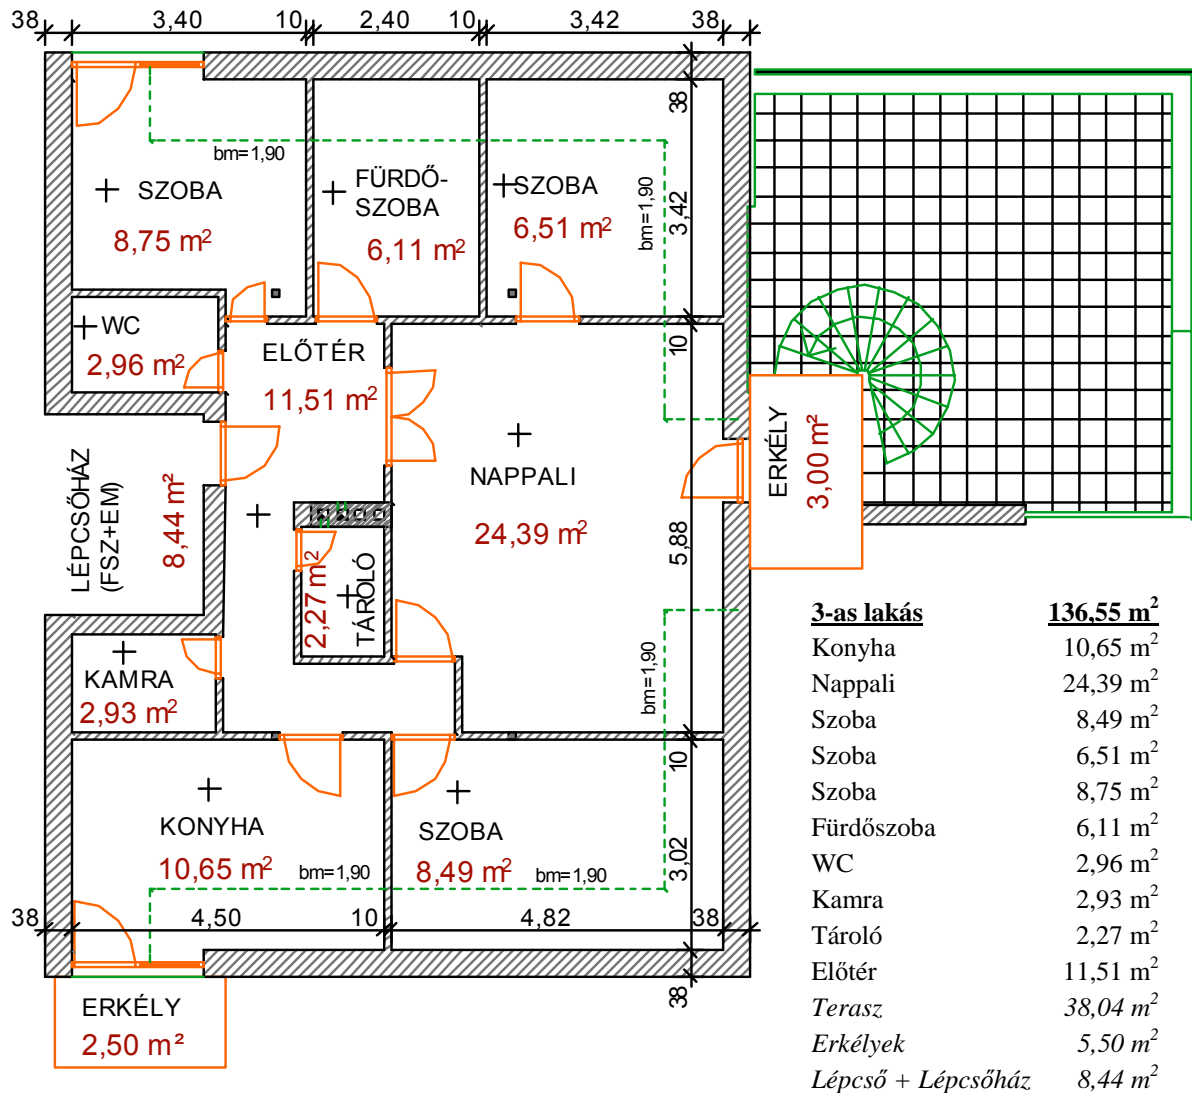 38 3,40 10 2,40 10 3,42 38
38
bm=1,90
SZOBA
8,75 m²
FÜRDŐ-
SZOBA
6,11 m²
SZOBA
6,51 m²
bm=1,90
3,42
WC
2,96 m²
ELŐTÉR
11,51 m²
10
NAPPALI
24,39 m²
ERKÉLY
3,00 m²
LÉPCSŐHÁZ
(FSZ+EM)
8,44 m²
5,88
2,27 m²
TÁROLÓ
KAMRA
2,93 m²
bm=1,90
10
KONYHA
10,65 m²
bm=1,90
SZOBA
8,49 m²
bm=1,90
3,02
38 4,50 10 4,82 38
38
ERKÉLY
2,50 m²
3-as lakás 136,55 m²
Konyha 10,65 m²
Nappali 24,39 m²
Szoba 8,49 m²
Szoba 6,51 m²
Szoba 8,75 m²
Fürdőszoba 6,11 m²
WC 2,96 m²
Kamra 2,93 m²
Tároló 2,27 m²
Előtér 11,51 m²
Terasz 38,04 m²
Erkélyek 5,50 m²
Lépcső + Lépcsőház 8,44 m²